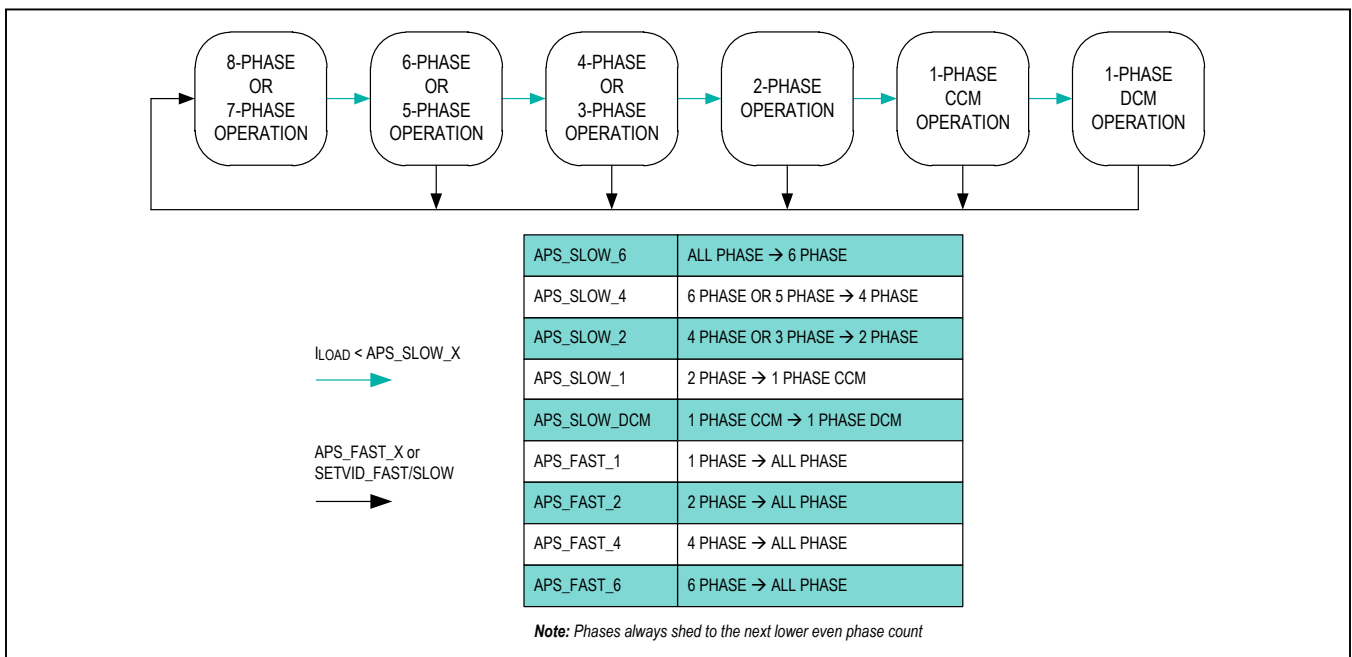 8-PHASE
OR
7-PHASE
OPERATION
6-PHASE
OR
5-PHASE
OPERATION
4-PHASE
OR
3-PHASE
OPERATION
2-PHASE
OPERATION
1-PHASE
CCM
OPERATION
1-PHASE
DCM
OPERATION
ILOAD < APS_SLOW_X
APS_FAST_X or
SETVID_FAST/SLOW
APS_SLOW_6 ALL PHASE → 6 PHASE
APS_SLOW_4 6 PHASE OR 5 PHASE → 4 PHASE
APS_SLOW_2 4 PHASE OR 3 PHASE → 2 PHASE
APS_SLOW_1 2 PHASE → 1 PHASE CCM
APS_SLOW_DCM 1 PHASE CCM → 1 PHASE DCM
APS_FAST_1 1 PHASE → ALL PHASE
APS_FAST_2 2 PHASE → ALL PHASE
APS_FAST_4 4 PHASE → ALL PHASE
APS_FAST_6 6 PHASE → ALL PHASE
Note: Phases always shed to the next lower even phase count